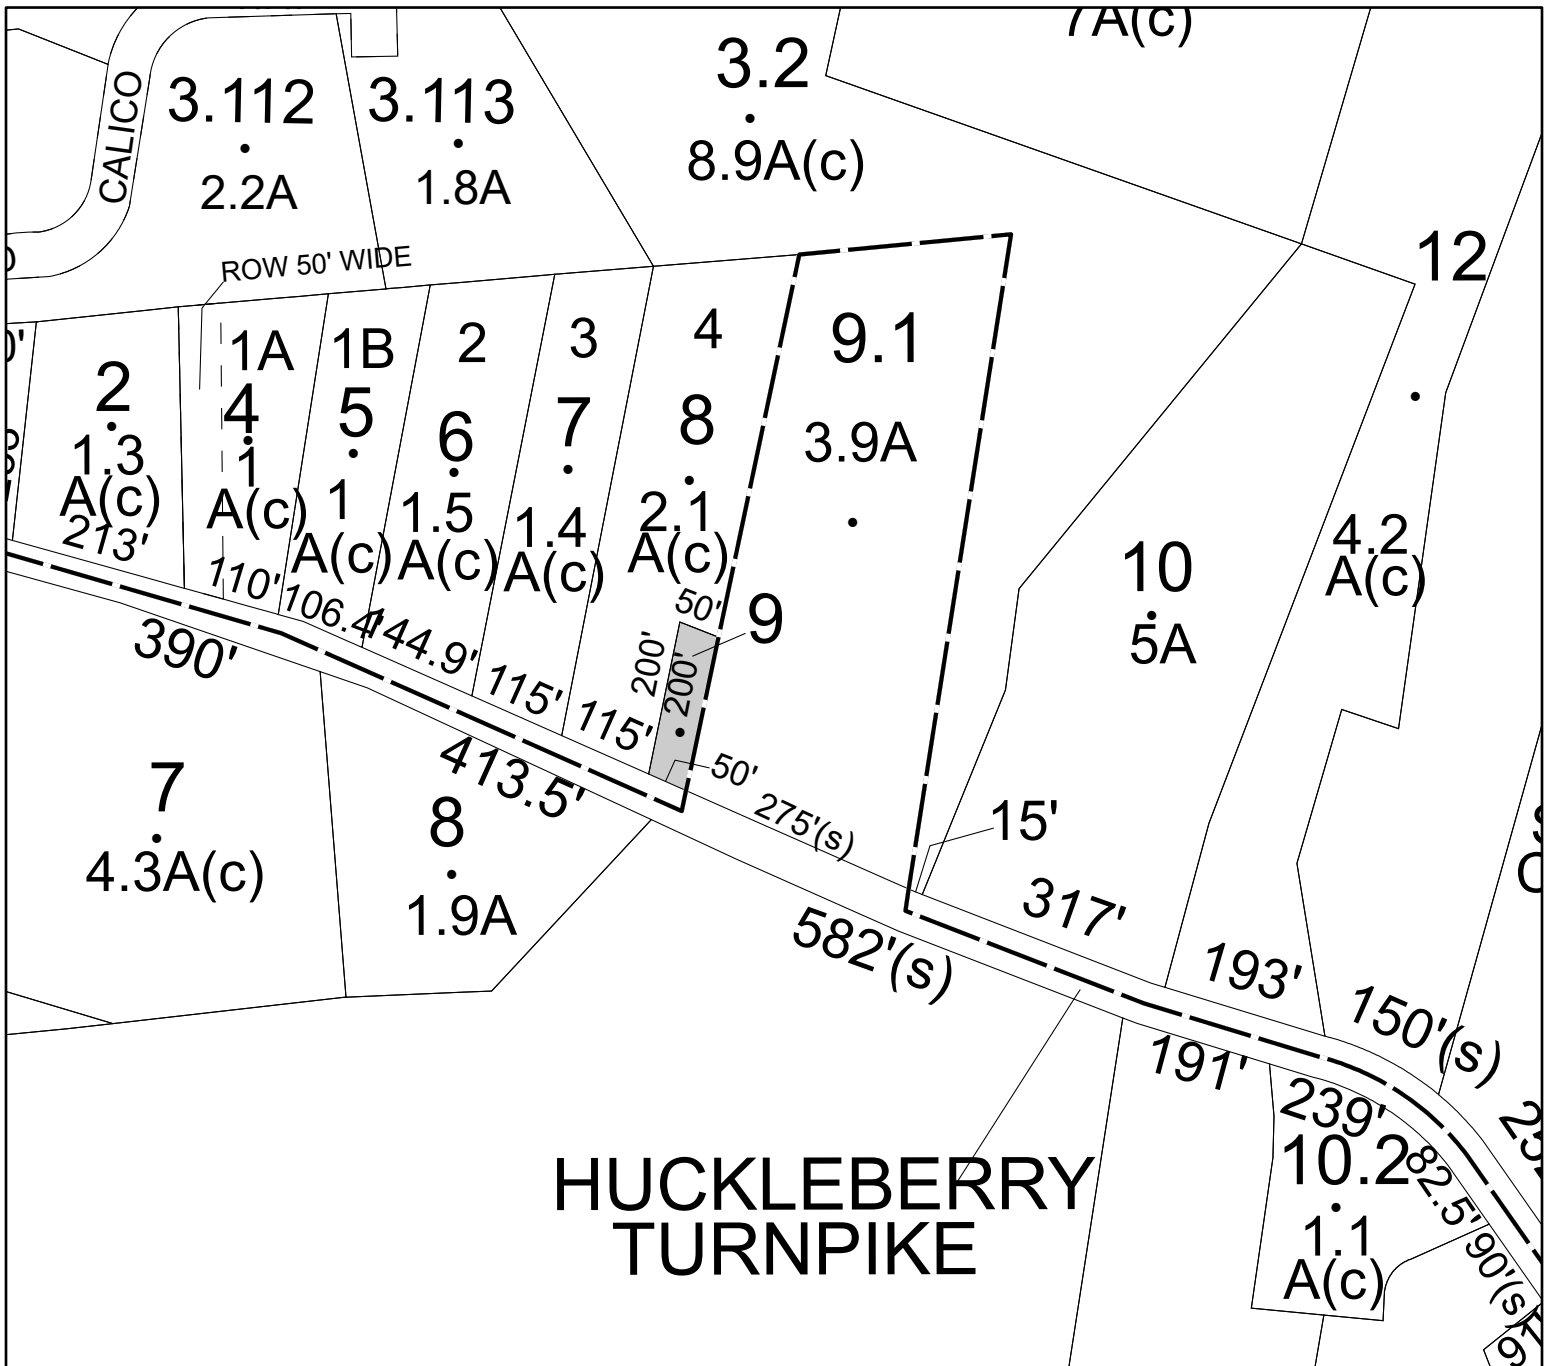 7A(c)
3.2
8.9A(c)
3.112
2.2A
3.113
1.8A
CALICO
ROW 50' WIDE
12
4.2
A(c)
2
1.3
A(c)
213'
1A
4
1
A(c)
110'
1B
5
1
A(c)
106.4'
2
6
1.5
A(c)
144.9'
3
7
1.4
A(c)
115'
4
8
2.1
A(c)
115'
9.1
3.9A
9
50'
200'
200'
50'
275'(s)
10
5A
15'
317'
390'
413.5'
582'(s)
193'
150'(s)
191'
239'
7
4.3A(c)
8
1.9A
HUCKLEBERRY
TURNPIKE
10.2
1.1
A(c)
82.5'
90'(s)